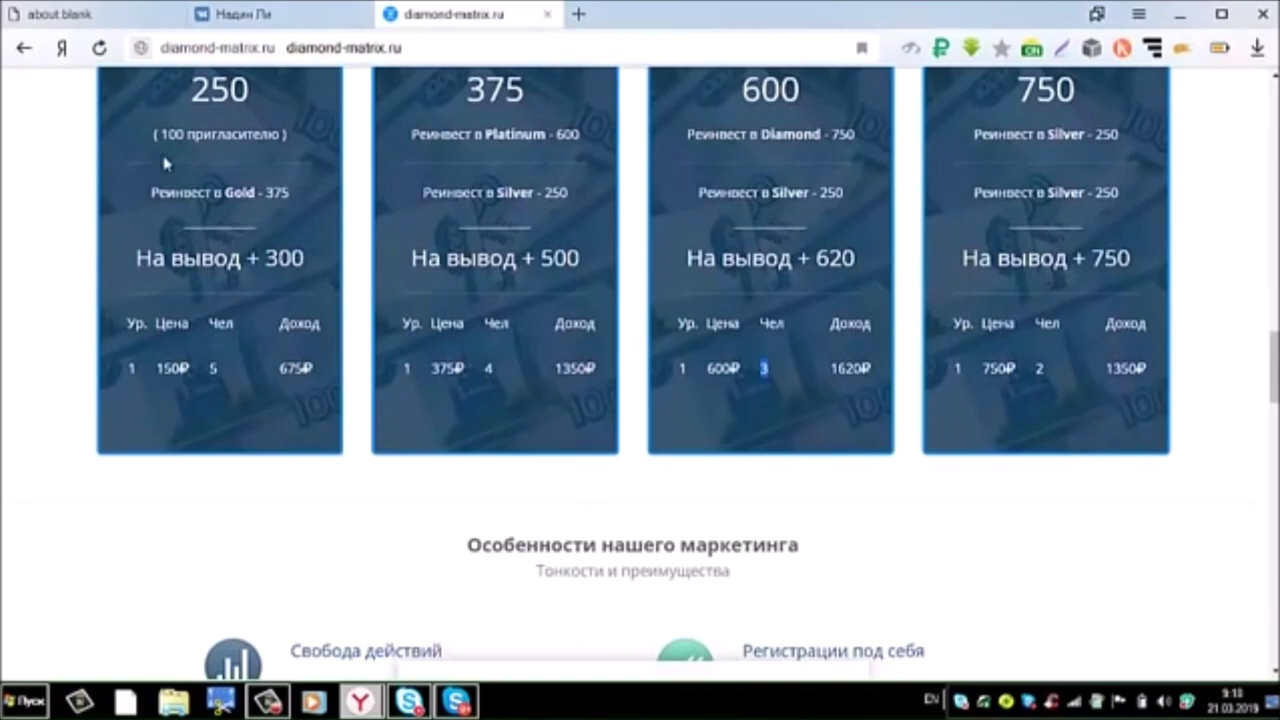 about:blank
Надин Ли
diamond-matrix.ru
Я
diamond-matrix.ru diamond-matrix.ru
ON
250 375 600 750
( 100 пригласителю ) Реинвест в Platinum - 600 Реинвест в Diamond - 750 Реинвест в Silver - 250
Реинвест в Gold - 375 Реинвест в Silver - 250 Реинвест в Silver - 250 Реинвест в Silver - 250
На вывод + 300 На вывод + 500 На вывод + 620 На вывод + 750
Ур. Цена Чел Доход Ур. Цена Чел Доход Ур. Цена Чел Доход Ур. Цена Чел Доход
1 150₽ 5 675₽ 1 375₽ 4 1350₽ 1 600₽ 3 1620₽ 1 750₽ 2 1350₽
Особенности нашего маркетинга
Тонкости и преимущества
Свобода действий Регистрации под себя
Пуск
EN
9:18
21.03.2019